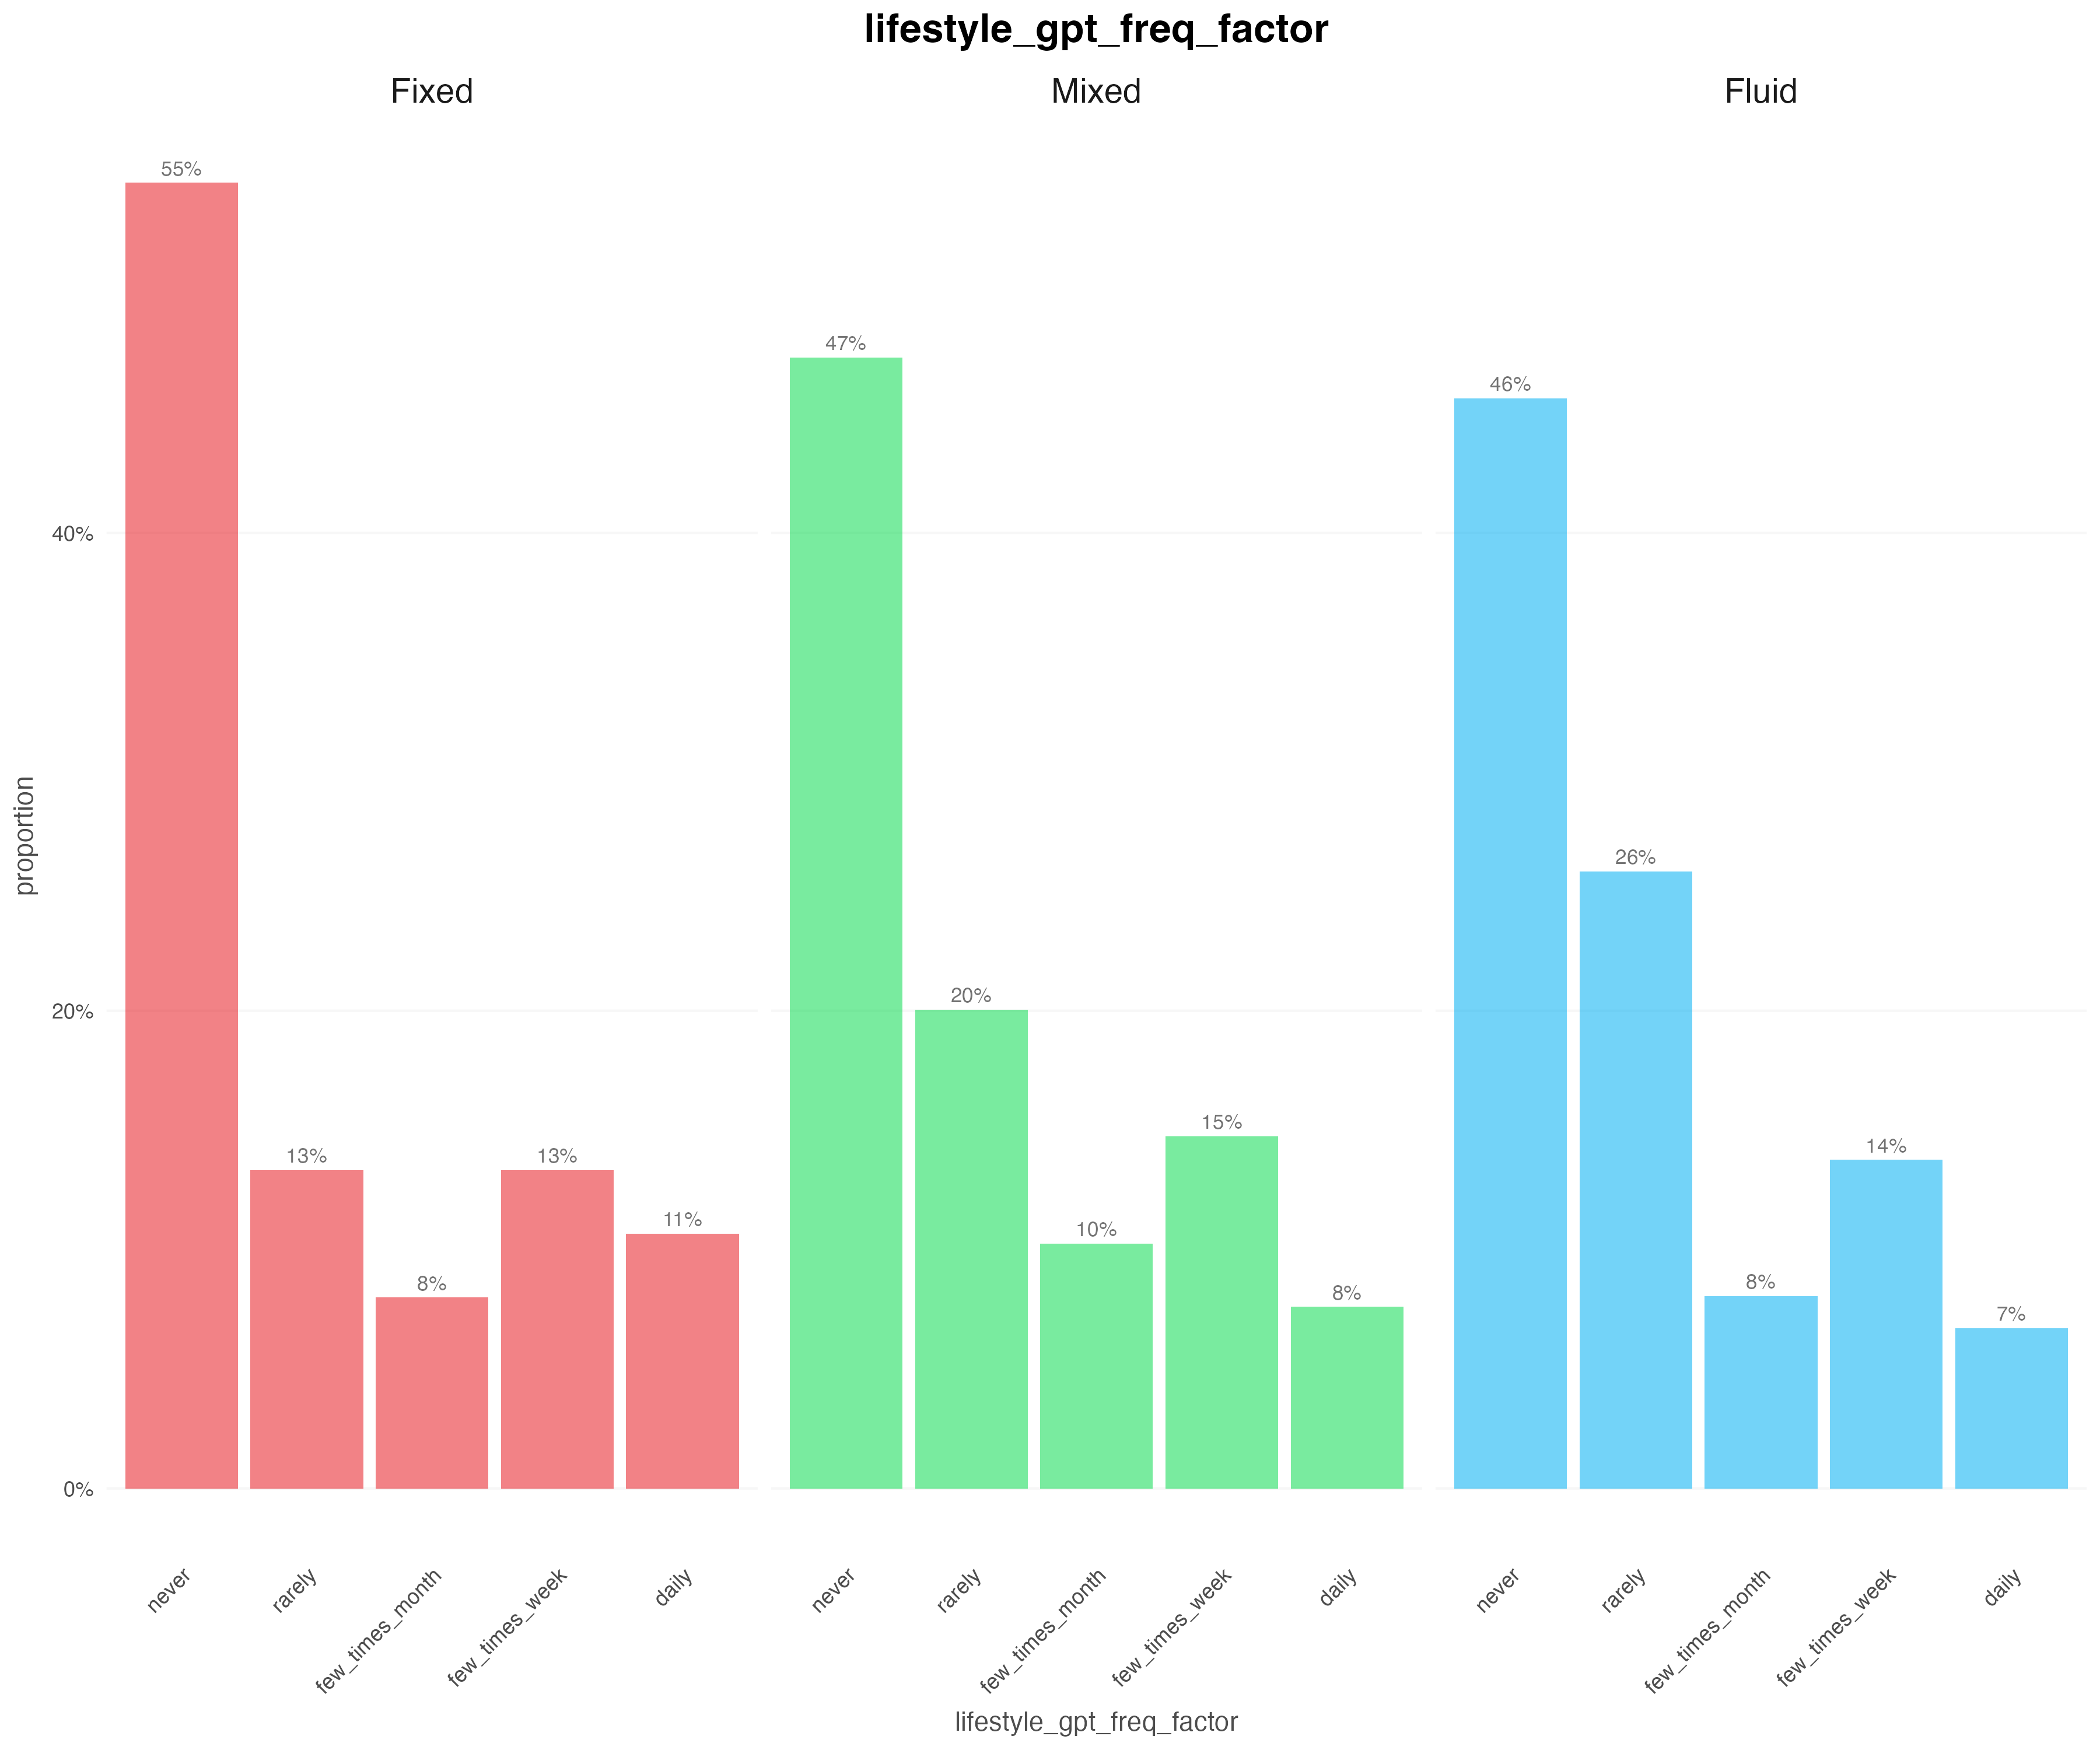 lifestyle_gpt_freq_factor
Fixed
Mixed
Fluid
55%
47%
46%
40%
26%
20%
20%
15%
14%
13%
13%
11%
10%
8%
8%
8%
7%
0%
proportion
never
rarely
few_times_month
few_times_week
daily
never
rarely
few_times_month
few_times_week
daily
never
rarely
few_times_month
few_times_week
daily
lifestyle_gpt_freq_factor